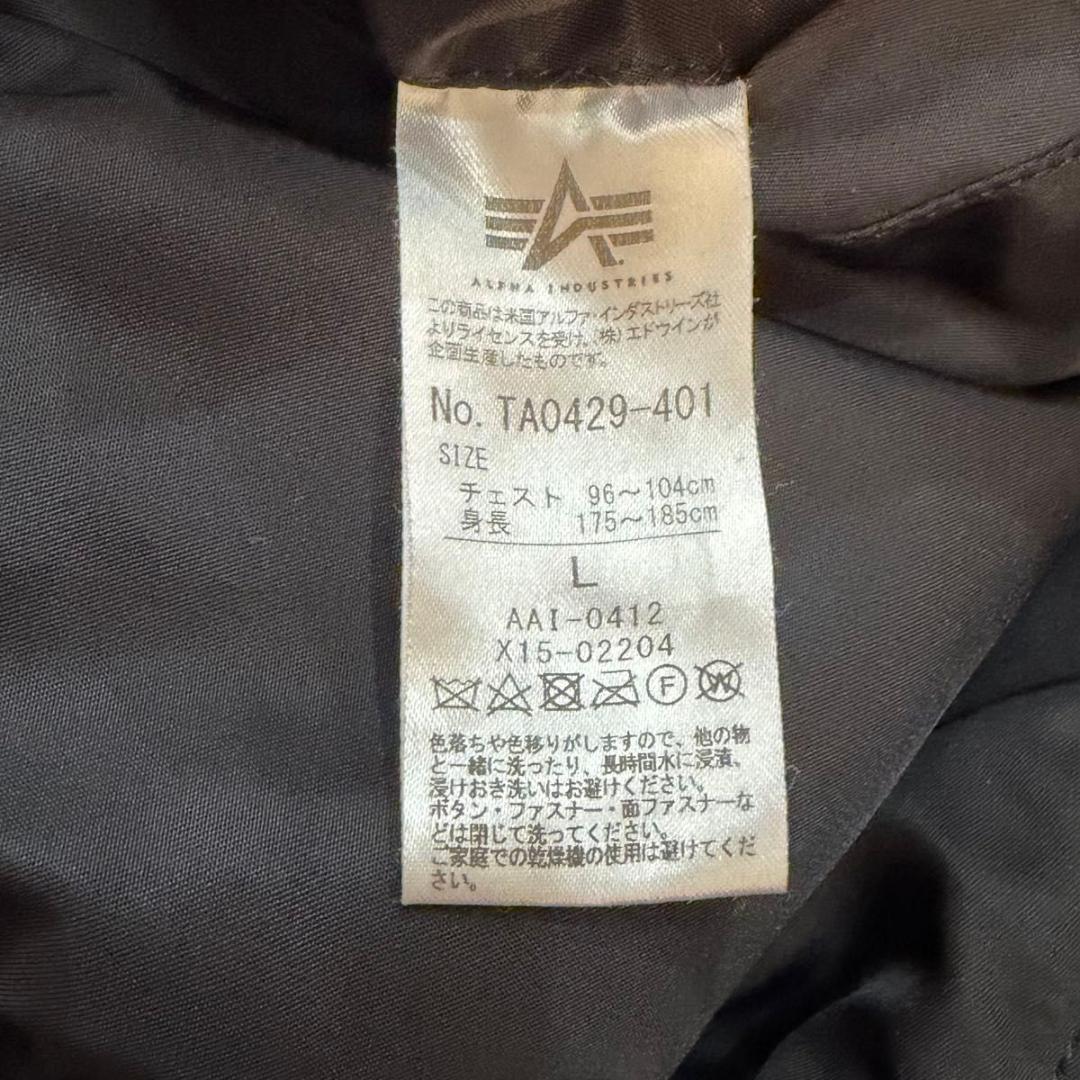 ALPHA INDUSTRIES
この商品は米国アルファ・インダストリーズ社
よりライセンスを受け、株)エドウインが
企画生産したものです。
No. TA0429-401
SIZE
チェスト 96～104cm
身長 175～185cm
L
AAI-0412
X15-02204
F W
色落ちや色移りがしますので、他の物
と一緒に洗ったり、長時間水に浸漬、
浸けおき洗いはお避けください。
ボタン・ファスナー・面ファスナーな
どは閉じて洗ってください。
ご家庭での乾燥機の使用は避けてくだ
さい。